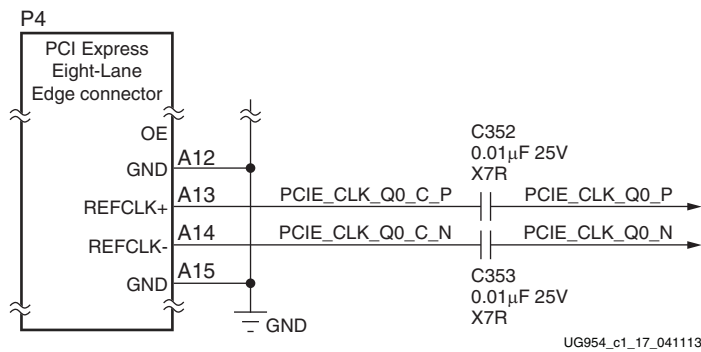 P4
PCI Express
Eight-Lane
Edge connector
OE
GND
A12
REFCLK+
A13
PCIE_CLK_Q0_C_P
C352
0.01μF 25V
X7R
PCIE_CLK_Q0_P
REFCLK-
A14
PCIE_CLK_Q0_C_N
PCIE_CLK_Q0_N
GND
A15
C353
0.01μF 25V
X7R
GND
UG954_c1_17_041113